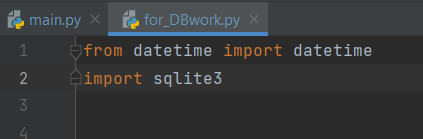 main.py for_DBwork.py
1 from datetime import datetime
2 import sqlite3
3
4